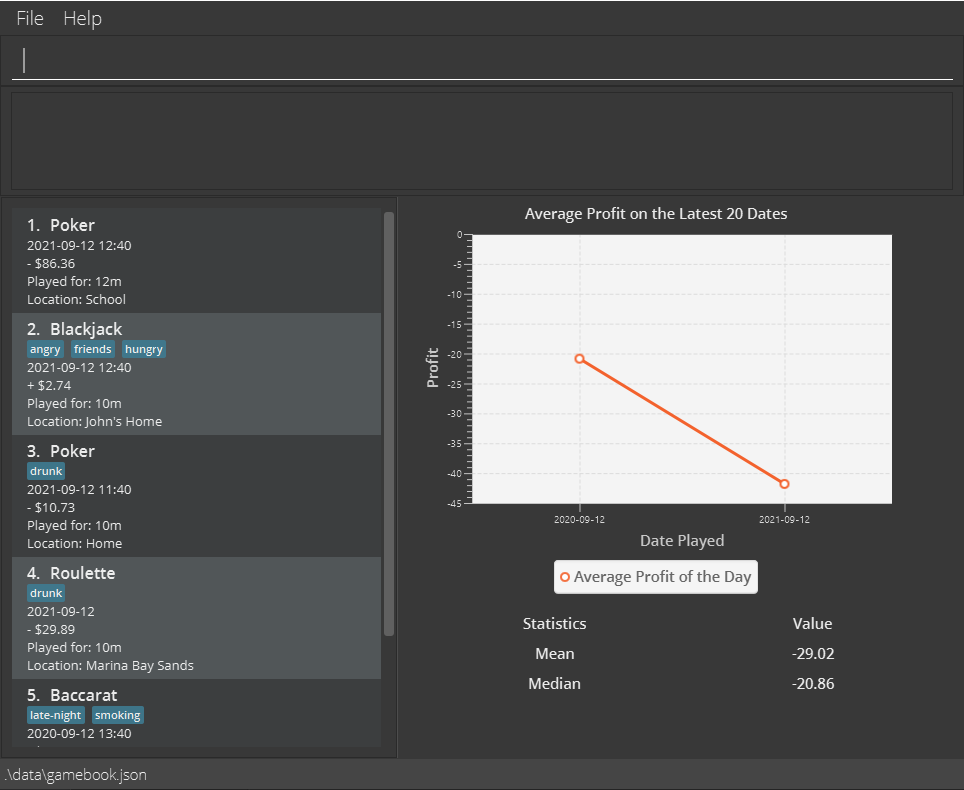 File Help
1. Poker
2021-09-12 12:40
- $86.36
Played for: 12m
Location: School
2. Blackjack
angry friends hungry
2021-09-12 12:40
+ $2.74
Played for: 10m
Location: John's Home
3. Poker
drunk
2021-09-12 11:40
- $10.73
Played for: 10m
Location: Home
4. Roulette
drunk
2021-09-12
- $29.89
Played for: 10m
Location: Marina Bay Sands
5. Baccarat
late-night smoking
2020-09-12 13:40
Average Profit on the Latest 20 Dates
Profit
0
-5
-10
-15
-20
-25
-30
-35
-40
-45
2020-09-12 2021-09-12
Date Played
Average Profit of the Day
Statistics Value
Mean -29.02
Median -20.86
.\data\gamebook.json